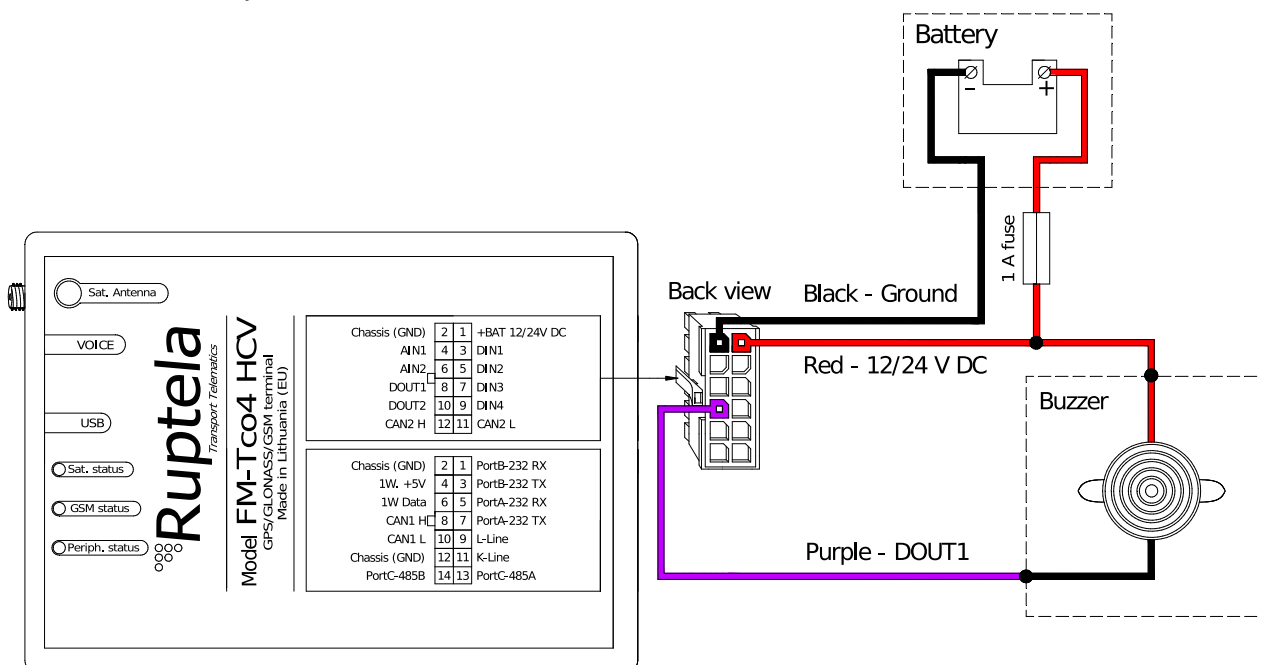 Battery
-
+
1 A fuse
Back view
Black - Ground
Red - 12/24 V DC
Buzzer
Purple - DOUT1
Sat. Antenna
VOICE
USB
Sat. status
GSM status
Periph. status
Ruptela
Transport Telematics
Model FM-Tco4 HCV
GPS/GLONASS/GSM terminal
Made in Lithuania (EU)
Chassis (GND) 2 1 +BAT 12/24V DC
AIN1 4 3 DIN1
AIN2 6 5 DIN2
DOUT1 8 7 DIN3
DOUT2 10 9 DIN4
CAN2 H 12 11 CAN2 L
Chassis (GND) 2 1 PortB-232 RX
1W. +5V 4 3 PortB-232 TX
1W Data 6 5 PortA-232 RX
CAN1 H 8 7 PortA-232 TX
CAN1 L 10 9 L-Line
Chassis (GND) 12 11 K-Line
PortC-485B 14 13 PortC-485A